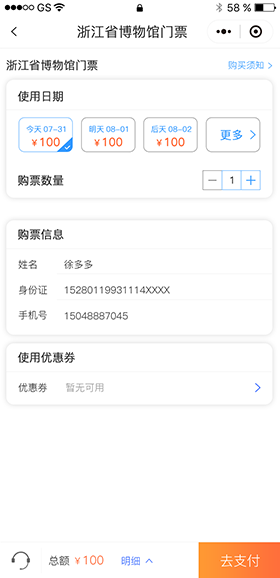 GS 58 %
浙江省博物馆门票
浙江省博物馆门票 购买须知 >
使用日期
今天 07-31 明天 08-01 后天 08-02 更多 >
¥100 ¥100 ¥100
购票数量 － 1 ＋
购票信息
姓名 徐多多
身份证 15280119931114XXXX
手机号 15048887045
使用优惠券
优惠券 暂无可用 >
总额 ¥100 明细 去支付